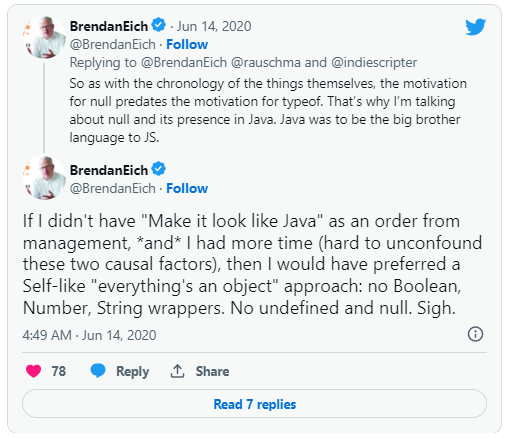 BrendanEich · Jun 14, 2020
@BrendanEich · Follow
Replying to @BrendanEich @rauschma and @indiescripter
So as with the chronology of the things themselves, the motivation
for null predates the motivation for typeof. That's why I'm talking
about null and its presence in Java. Java was to be the big brother
language to JS.
BrendanEich
@BrendanEich · Follow
If I didn't have "Make it look like Java" as an order from
management, *and* I had more time (hard to unconfound
these two causal factors), then I would have preferred a
Self-like "everything's an object" approach: no Boolean,
Number, String wrappers. No undefined and null. Sigh.
4:49 AM · Jun 14, 2020
78 Reply Share
Read 7 replies